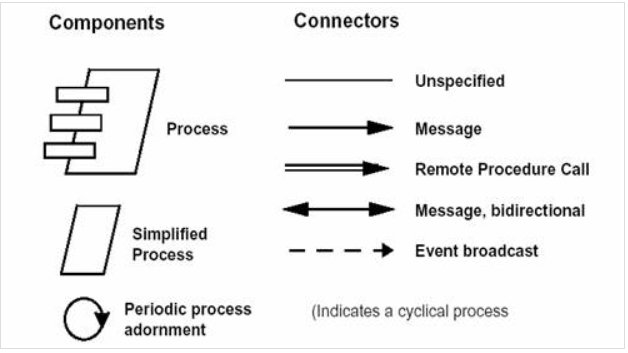 Components
Connectors
Process
Simplified
Process
Periodic process
adornment
Unspecified
Message
Remote Procedure Call
Message, bidirectional
Event broadcast
(Indicates a cyclical process